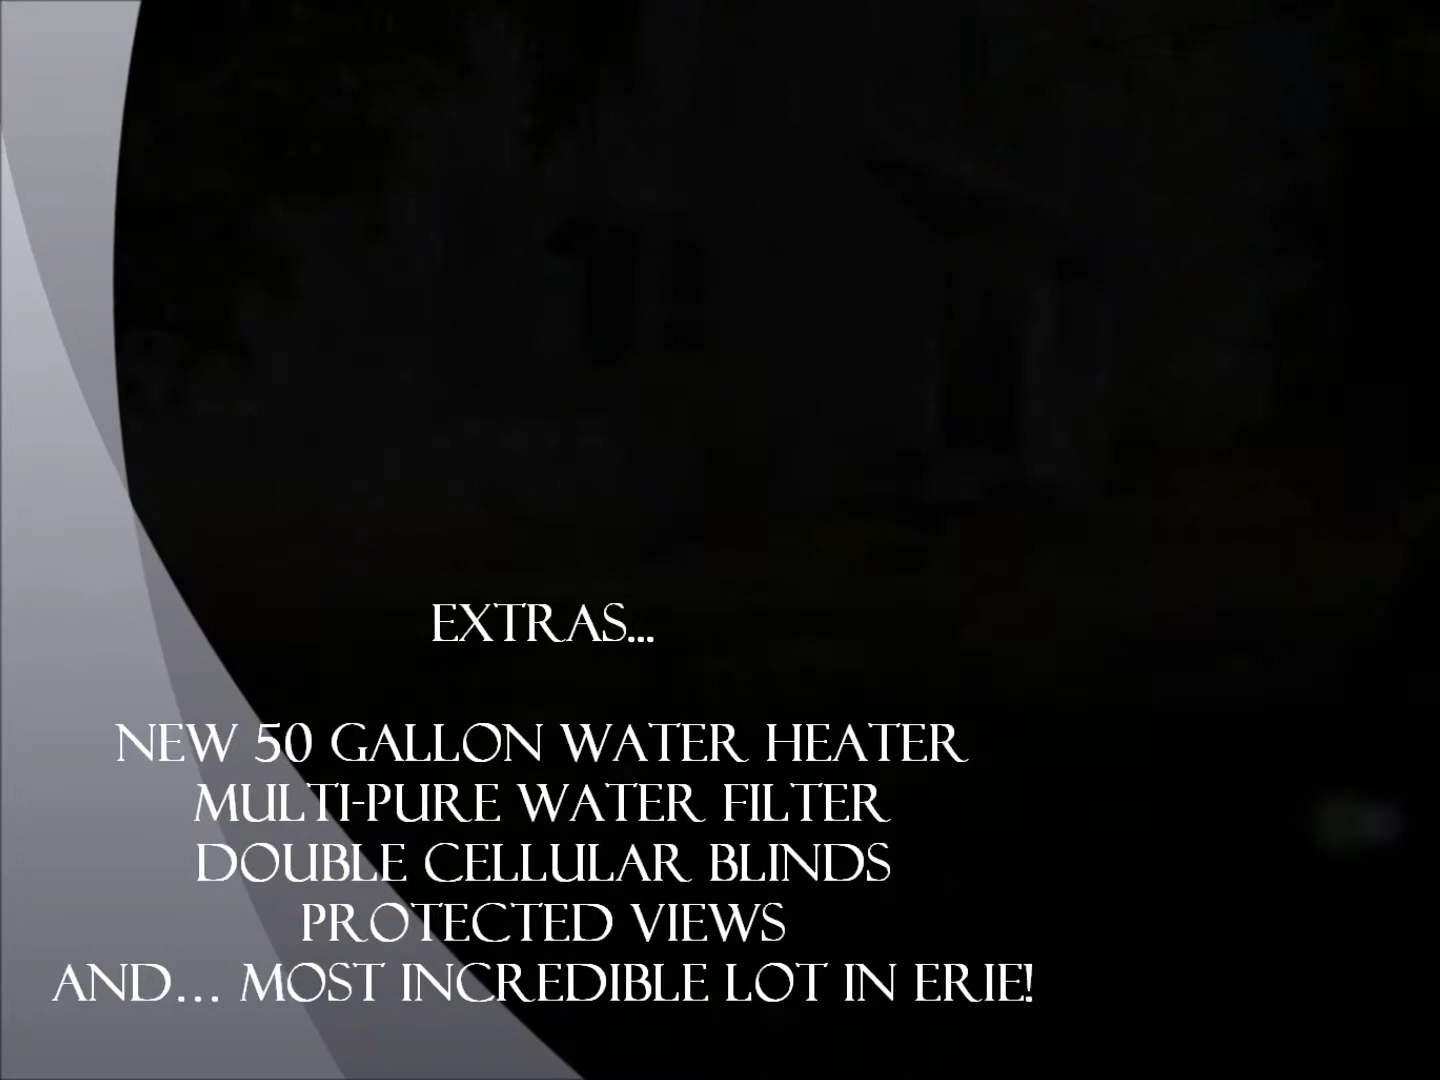 EXTRAS...
NEW 50 GALLON WATER HEATER
MULTI-PURE WATER FILTER
DOUBLE CELLULAR BLINDS
PROTECTED VIEWS
AND... MOST INCREDIBLE LOT IN ERIE!